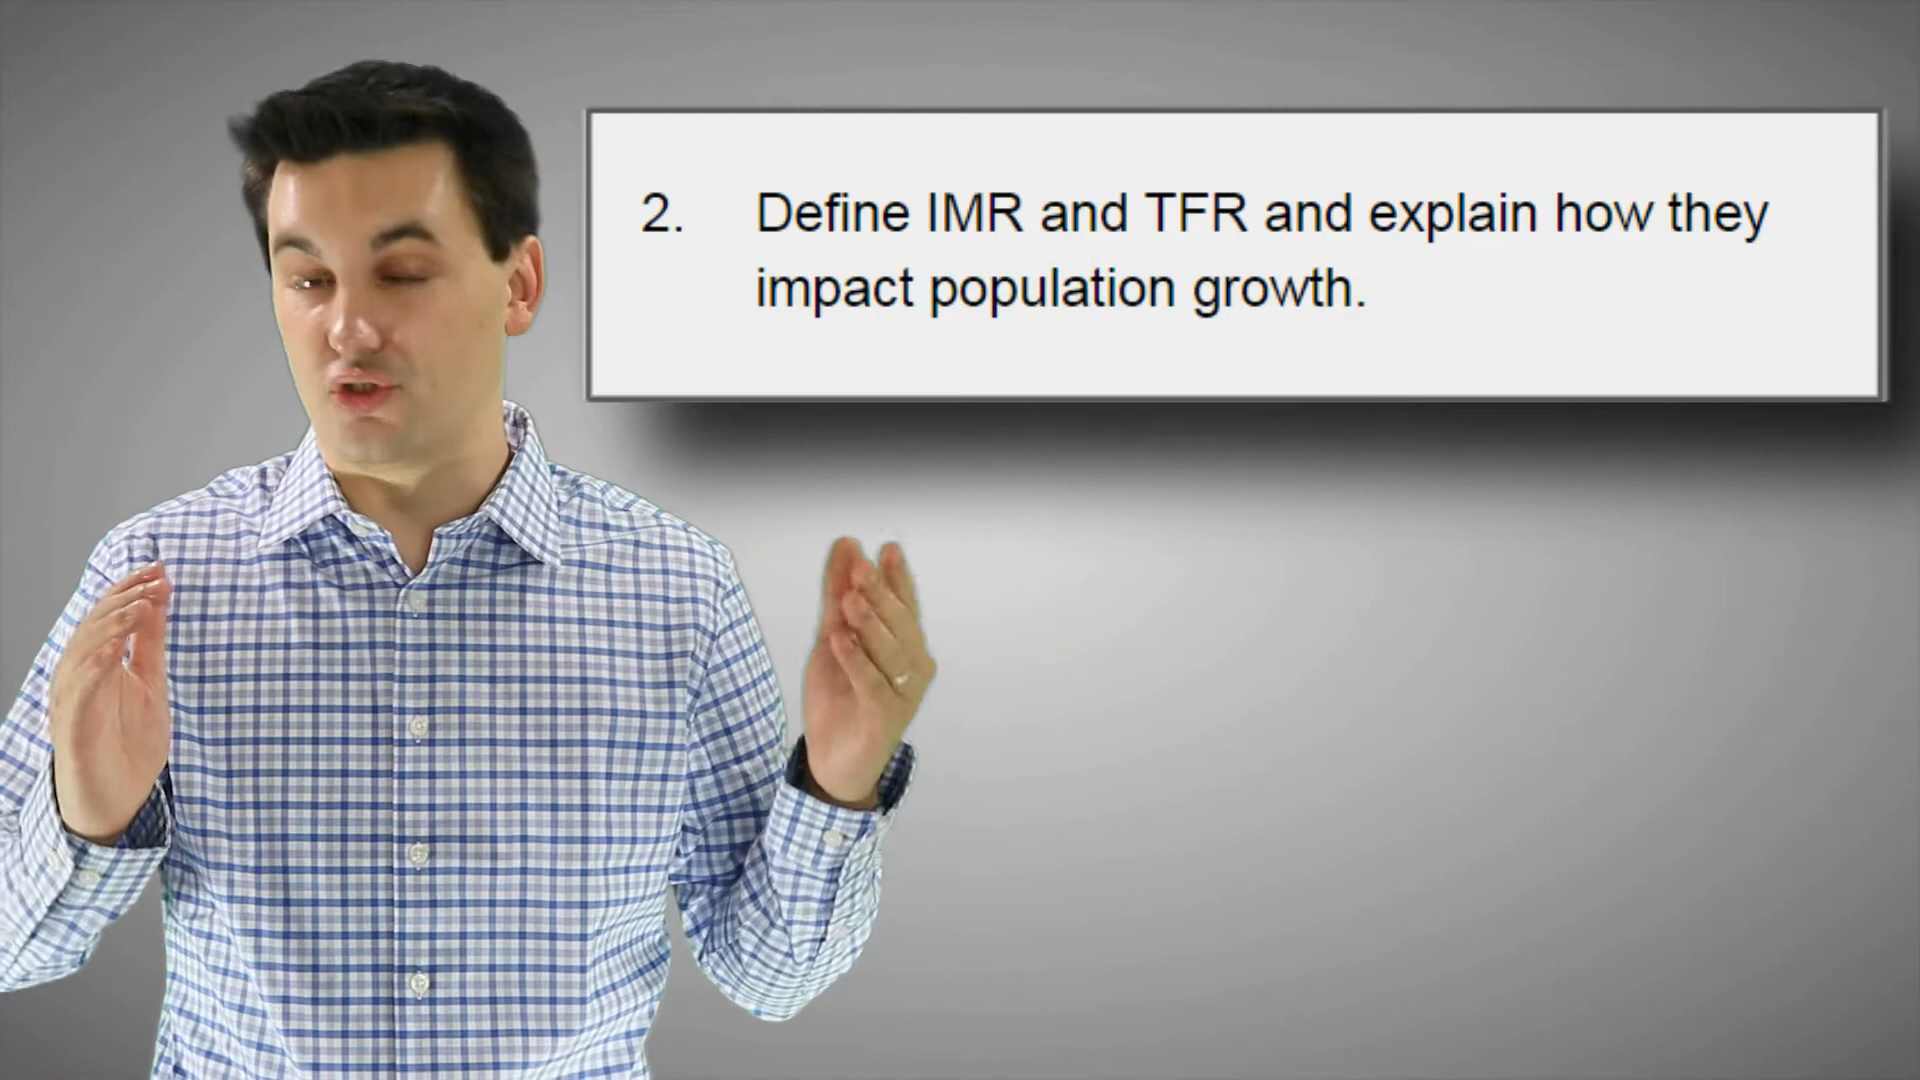 2. Define IMR and TFR and explain how they
impact population growth.